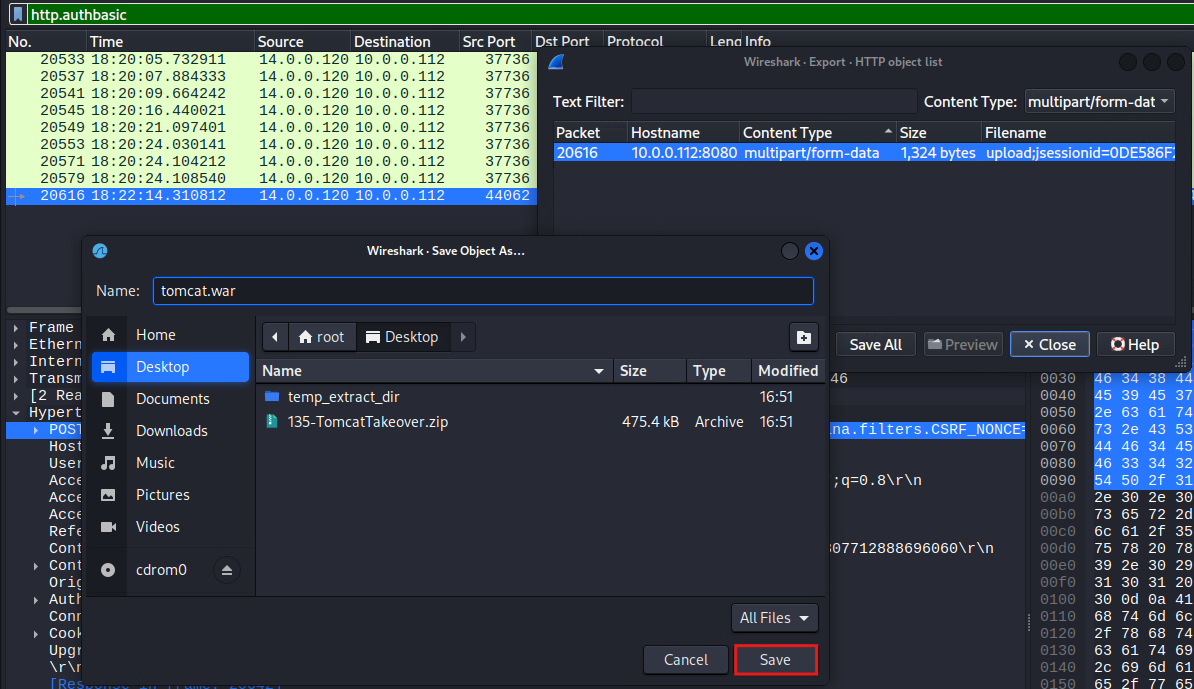 http.authbasic
No. Time Source Destination Src Port Dst Port Protocol Leng Info
20533 18:20:05.732911 14.0.0.120 10.0.0.112 37736
20537 18:20:07.884333 14.0.0.120 10.0.0.112 37736
20541 18:20:09.664242 14.0.0.120 10.0.0.112 37736
20545 18:20:16.440021 14.0.0.120 10.0.0.112 37736
20549 18:20:21.097401 14.0.0.120 10.0.0.112 37736
20553 18:20:24.030141 14.0.0.120 10.0.0.112 37736
20571 18:20:24.104212 14.0.0.120 10.0.0.112 37736
20579 18:20:24.108540 14.0.0.120 10.0.0.112 37736
20616 18:22:14.310812 14.0.0.120 10.0.0.112 44062
Wireshark · Export · HTTP object list
Text Filter: Content Type: multipart/form-dat
Packet Hostname Content Type Size Filename
20616 10.0.0.112:8080 multipart/form-data 1,324 bytes upload;jsessionid=0DE586F
Save All Preview Close Help
Wireshark · Save Object As...
Name: tomcat.war
Home
Desktop
Documents
Downloads
Music
Pictures
Videos
cdrom0
root Desktop
Name Size Type Modified
temp_extract_dir 16:51
135-TomcatTakeover.zip 475.4 kB Archive 16:51
All Files
Cancel Save
Frame
Ethern
Intern
Transm
[2 Rea
Hypert
POST
Host
User
Acce
Acce
Acce
Refe
Cont
Cont
Orig
Auth
Conn
Cook
Upgr
\r\n
46
na.filters.CSRF_NONCE=
;q=0.8\r\n
807712888696060\r\n
0030 46 34 38 44
0040 45 39 45 37
0050 2e 63 61 74
0060 73 2e 43 53
0070 44 46 34 45
0080 46 33 34 32
0090 54 50 2f 31
00a0 2e 30 2e 30
00b0 73 65 72 2d
00c0 6c 61 2f 35
00d0 75 78 20 78
00e0 39 2e 30 29
00f0 31 30 31 20
0100 30 0d 0a 41
0110 68 74 6d 6c
0120 2f 78 68 74
0130 63 61 74 69
0140 2c 69 6d 61
0150 65 2f 77 65